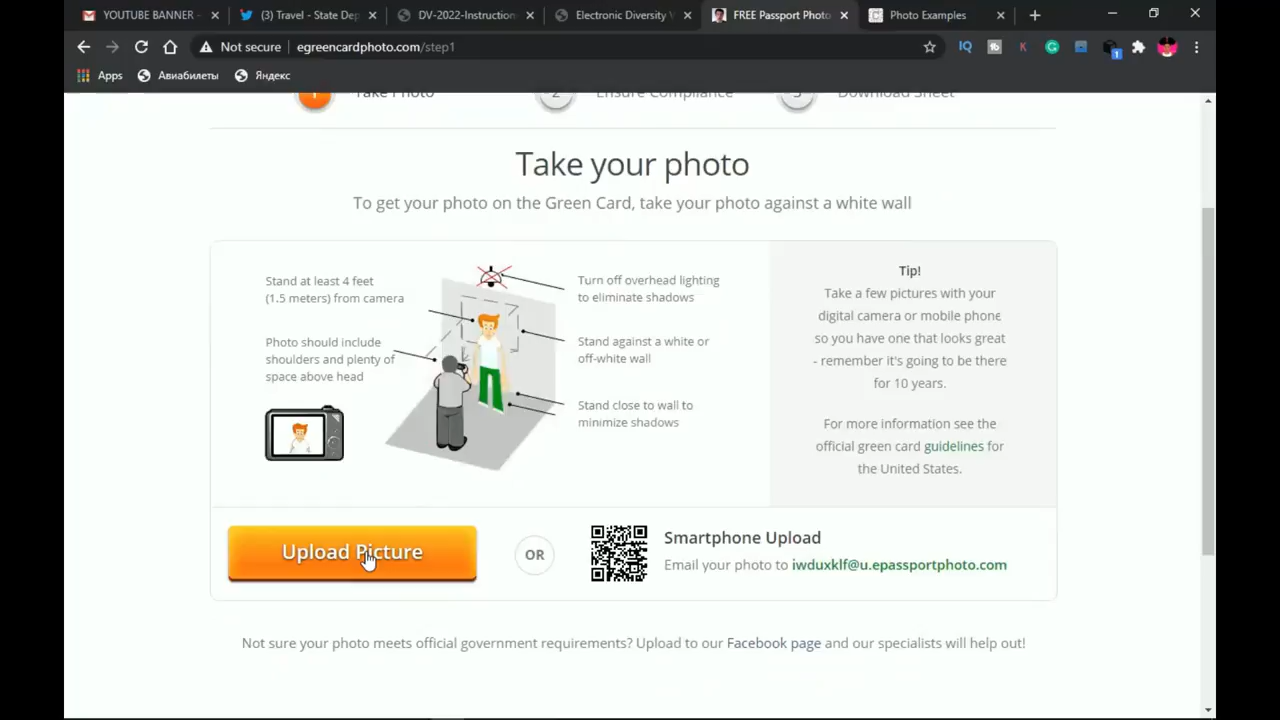 YOUTUBE BANNER -
(3) Travel - State Dep
DV-2022-Instruction
Electronic Diversity V
FREE Passport Photo
Photo Examples
Not secure
egreencardphoto.com/step1
IQ
K
1
Apps
Авиабилеты
Яндекс
1
Take Photo
2
Ensure Compliance
3
Download Sheet
Take your photo
To get your photo on the Green Card, take your photo against a white wall
Stand at least 4 feet
(1.5 meters) from camera
Photo should include
shoulders and plenty of
space above head
Turn off overhead lighting
to eliminate shadows
Stand against a white or
off-white wall
Stand close to wall to
minimize shadows
Tip!
Take a few pictures with your
digital camera or mobile phone
so you have one that looks great
- remember it's going to be there
for 10 years.
For more information see the
official green card guidelines for
the United States.
Upload Picture
OR
Smartphone Upload
Email your photo to iwduxklf@u.epassportphoto.com
Not sure your photo meets official government requirements? Upload to our Facebook page and our specialists will help out!